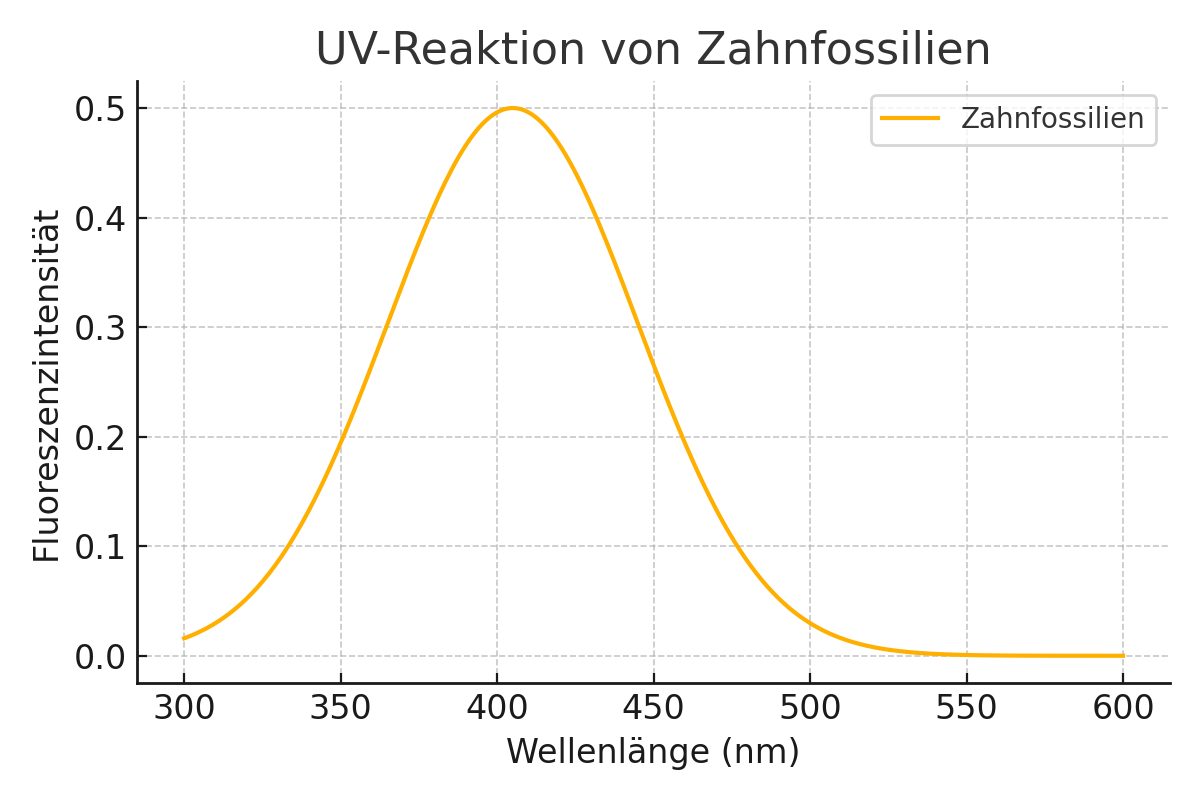 UV-Reaktion von Zahnfossilien
Zahnfossilien
Fluoreszenzintensität
0.5
0.4
0.3
0.2
0.1
0.0
300 350 400 450 500 550 600
Wellenlänge (nm)